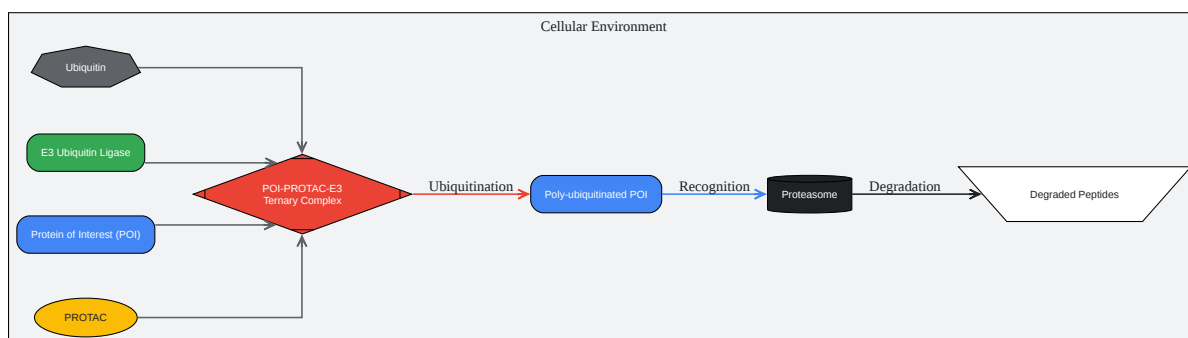 Cellular Environment
Ubiquitin
E3 Ubiquitin Ligase
Protein of Interest (POI)
PROTAC
POI-PROTAC-E3
Ternary Complex
Ubiquitination
Poly-ubiquitinated POI
Recognition
Proteasome
Degradation
Degraded Peptides